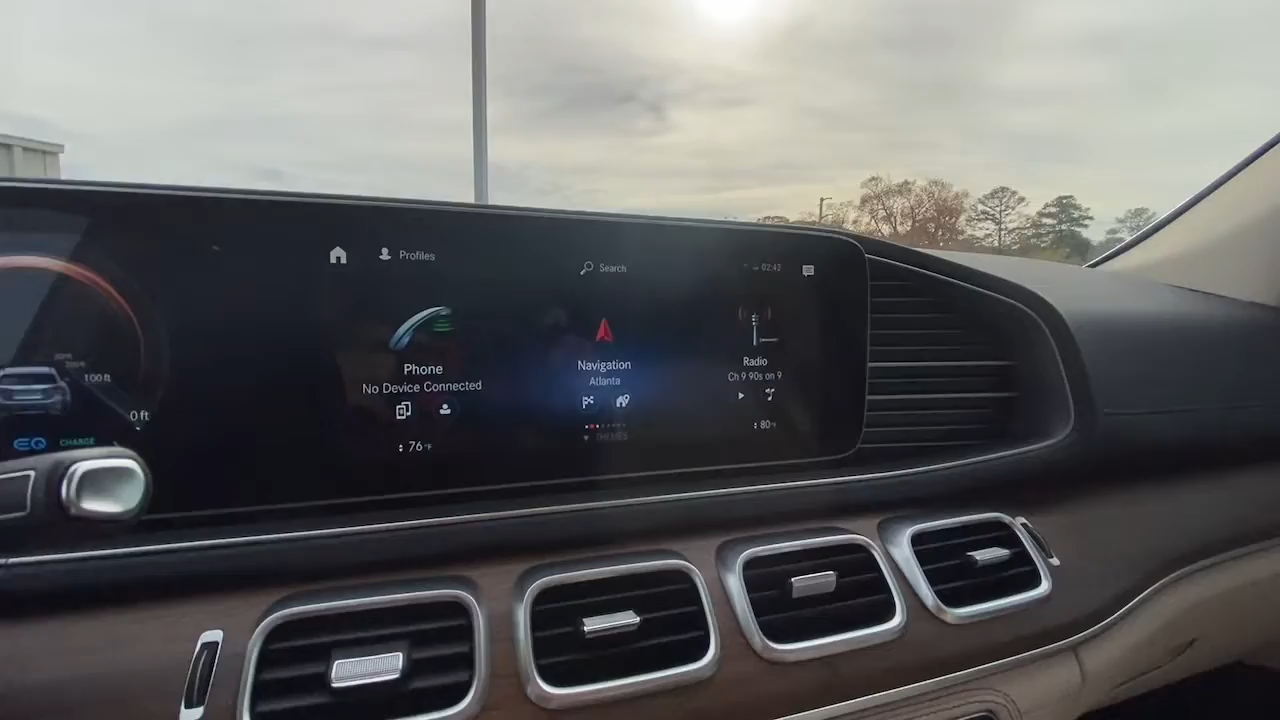 Profiles
Search
02:43
100 ft
0 ft
EQ CHARGE
Phone
No Device Connected
76°F
Navigation
Atlanta
THEMES
Radio
Ch 9 90s on 9
80°F